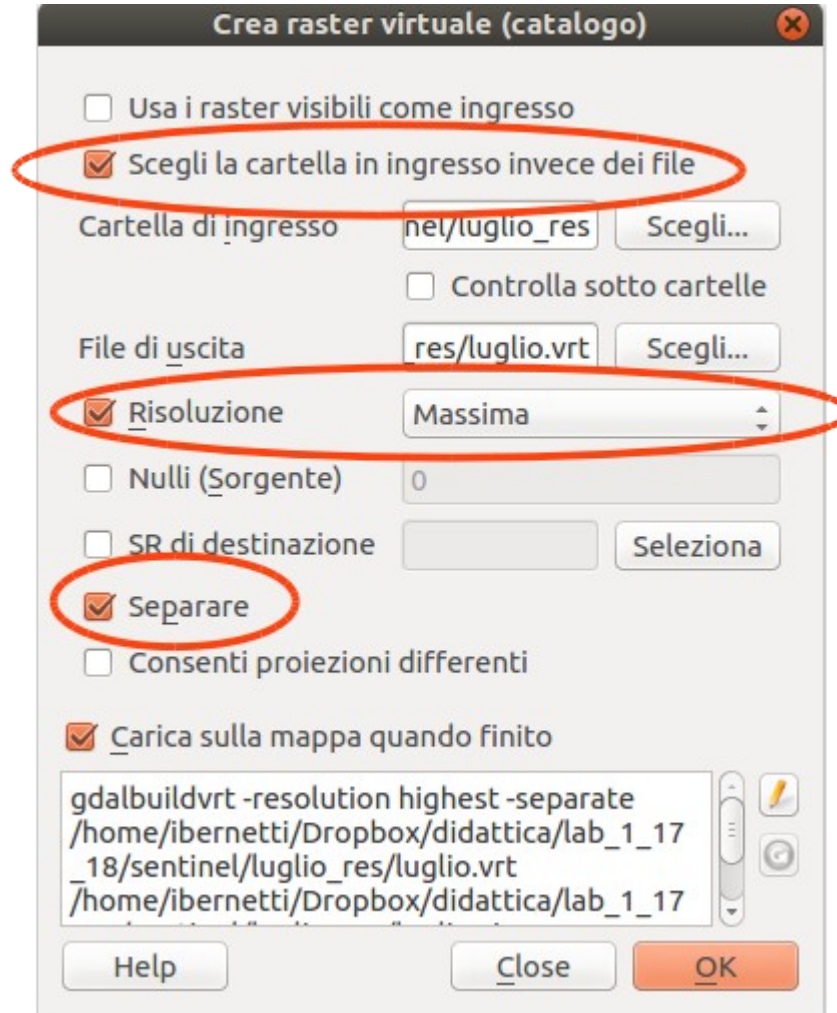 Crea raster virtuale (catalogo)
Usa i raster visibili come ingresso
Scegli la cartella in ingresso invece dei file
Cartella di ingresso nel/luglio_res Scegli...
Controlla sotto cartelle
File di uscita _res/luglio.vrt Scegli...
Risoluzione Massima
Nulli (Sorgente) 0
SR di destinazione Seleziona
Separare
Consenti proiezioni differenti
Carica sulla mappa quando finito
gdalbuildvrt -resolution highest -separate
/home/ibernetti/Dropbox/didattica/lab_1_17
_18/sentinel/luglio_res/luglio.vrt
/home/ibernetti/Dropbox/didattica/lab_1_17
Help Close OK